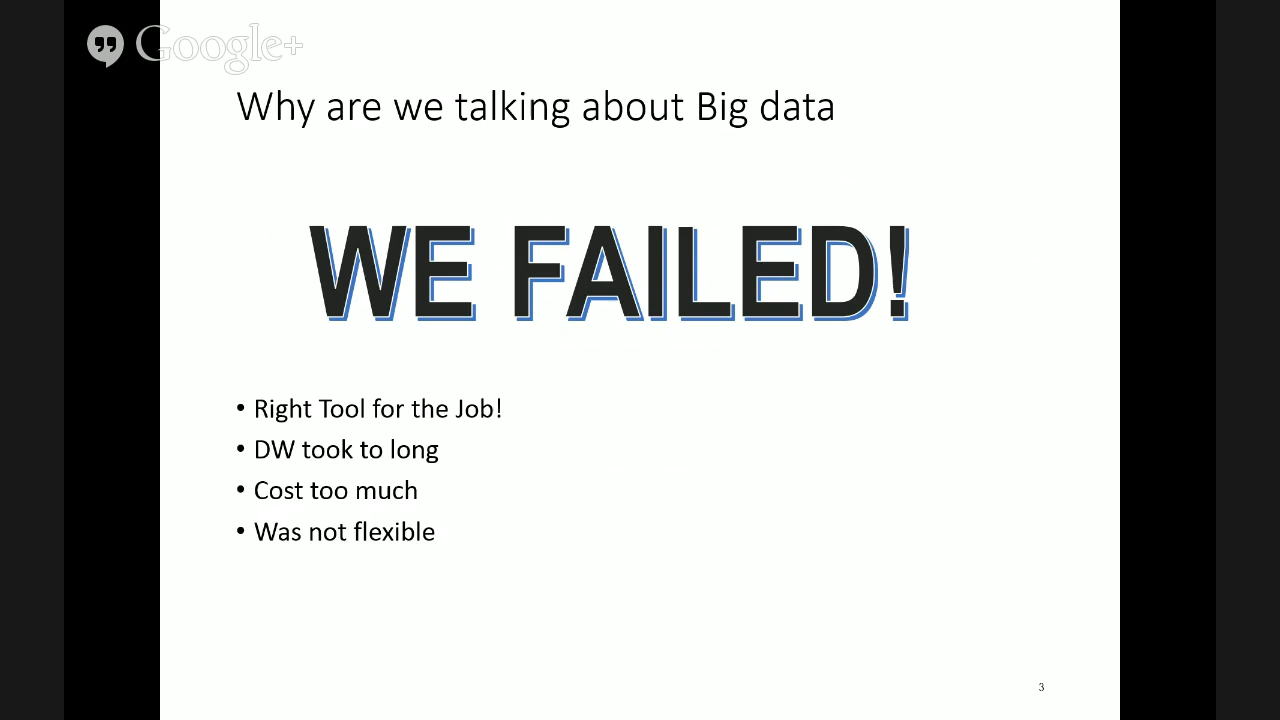 Google+
Why are we talking about Big data
WE FAILED!
• Right Tool for the Job!
• DW took to long
• Cost too much
• Was not flexible
3